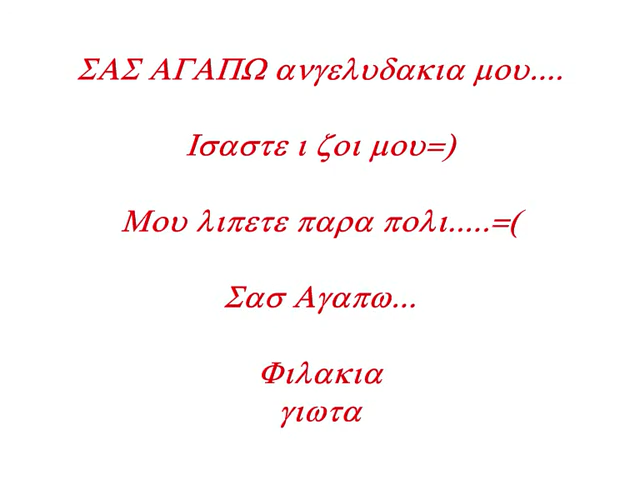 ΣΑΣ ΑΓΑΠΩ ανγελυδακια μου....
Ισαστε ι ζοι μου=)
Μου λιπετε παρα πολι.....=(
Σασ Αγαπω...
Φιλακια
γιωτα